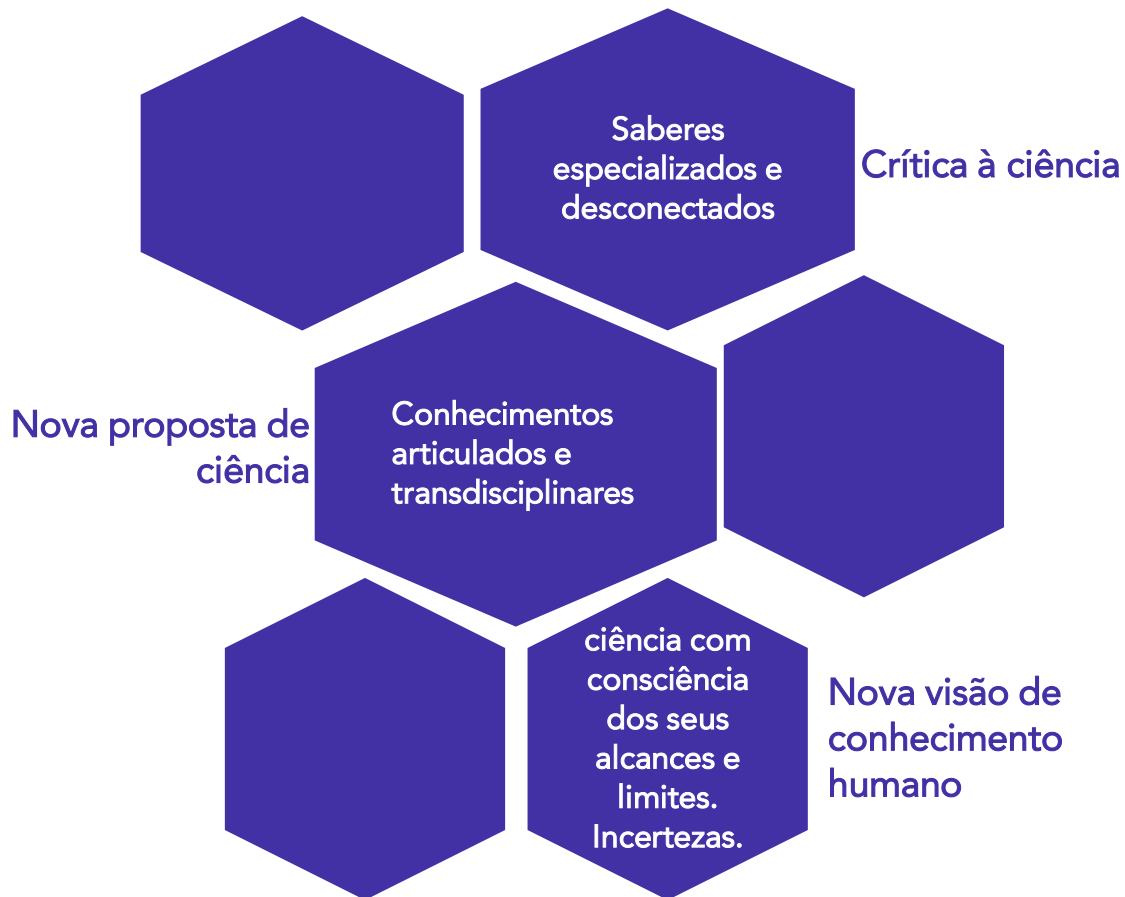 Saberes
especializados e
desconectados
Crítica à ciência
Nova proposta de
ciência
Conhecimentos
articulados e
transdisciplinares
ciência com
consciência
dos seus
alcances e
limites.
Incertezas.
Nova visão de
conhecimento
humano